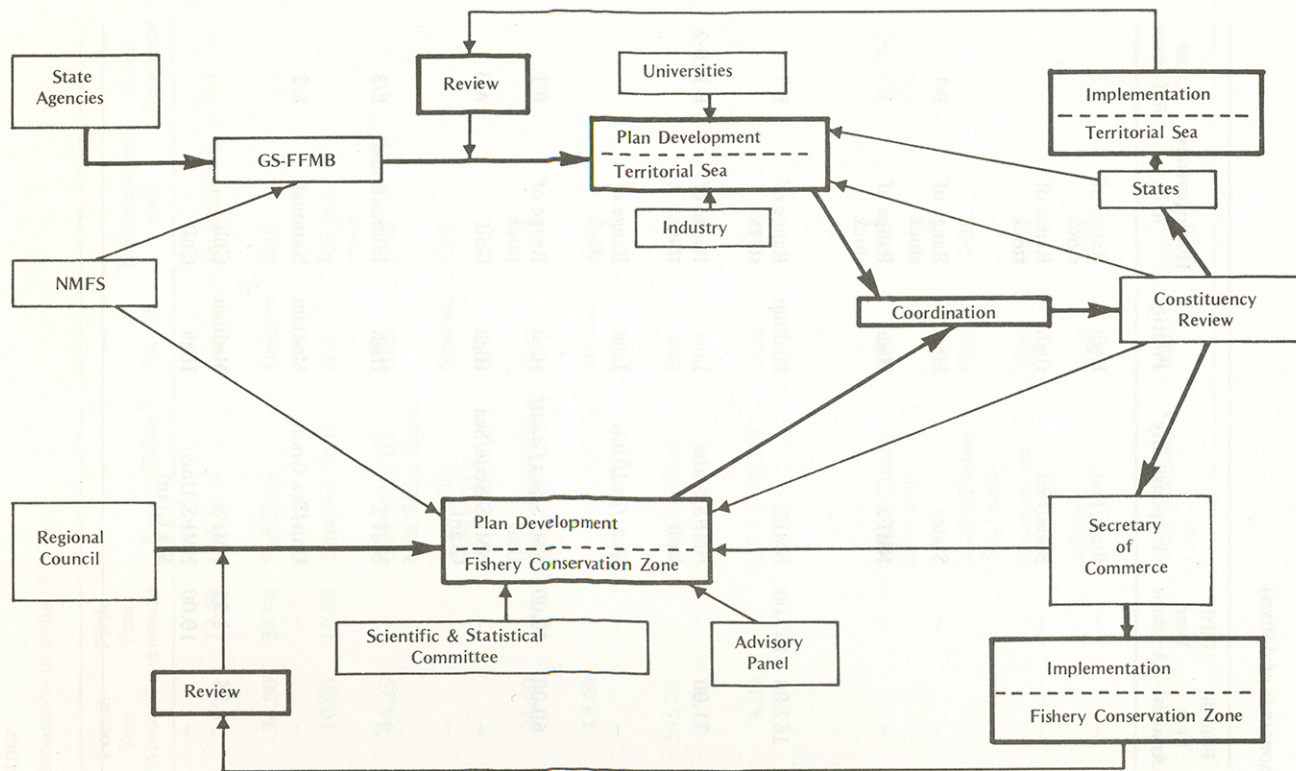 State
Agencies
Review
Universities
Implementation
Territorial Sea
GS-FFMB
Plan Development
Territorial Sea
States
Industry
NMFS
Coordination
Constituency
Review
Regional
Council
Plan Development
Fishery Conservation Zone
Secretary
of
Commerce
Scientific & Statistical
Committee
Advisory
Panel
Review
Implementation
Fishery Conservation Zone